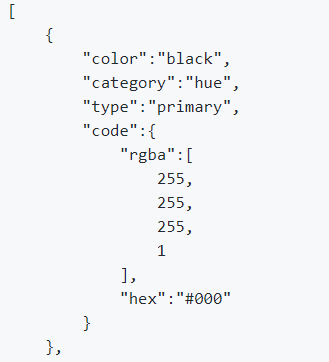 [
    {
        "color":"black",
        "category":"hue",
        "type":"primary",
        "code":{
            "rgba":[
                255,
                255,
                255,
                1
            ],
            "hex":"#000"
        }
    },